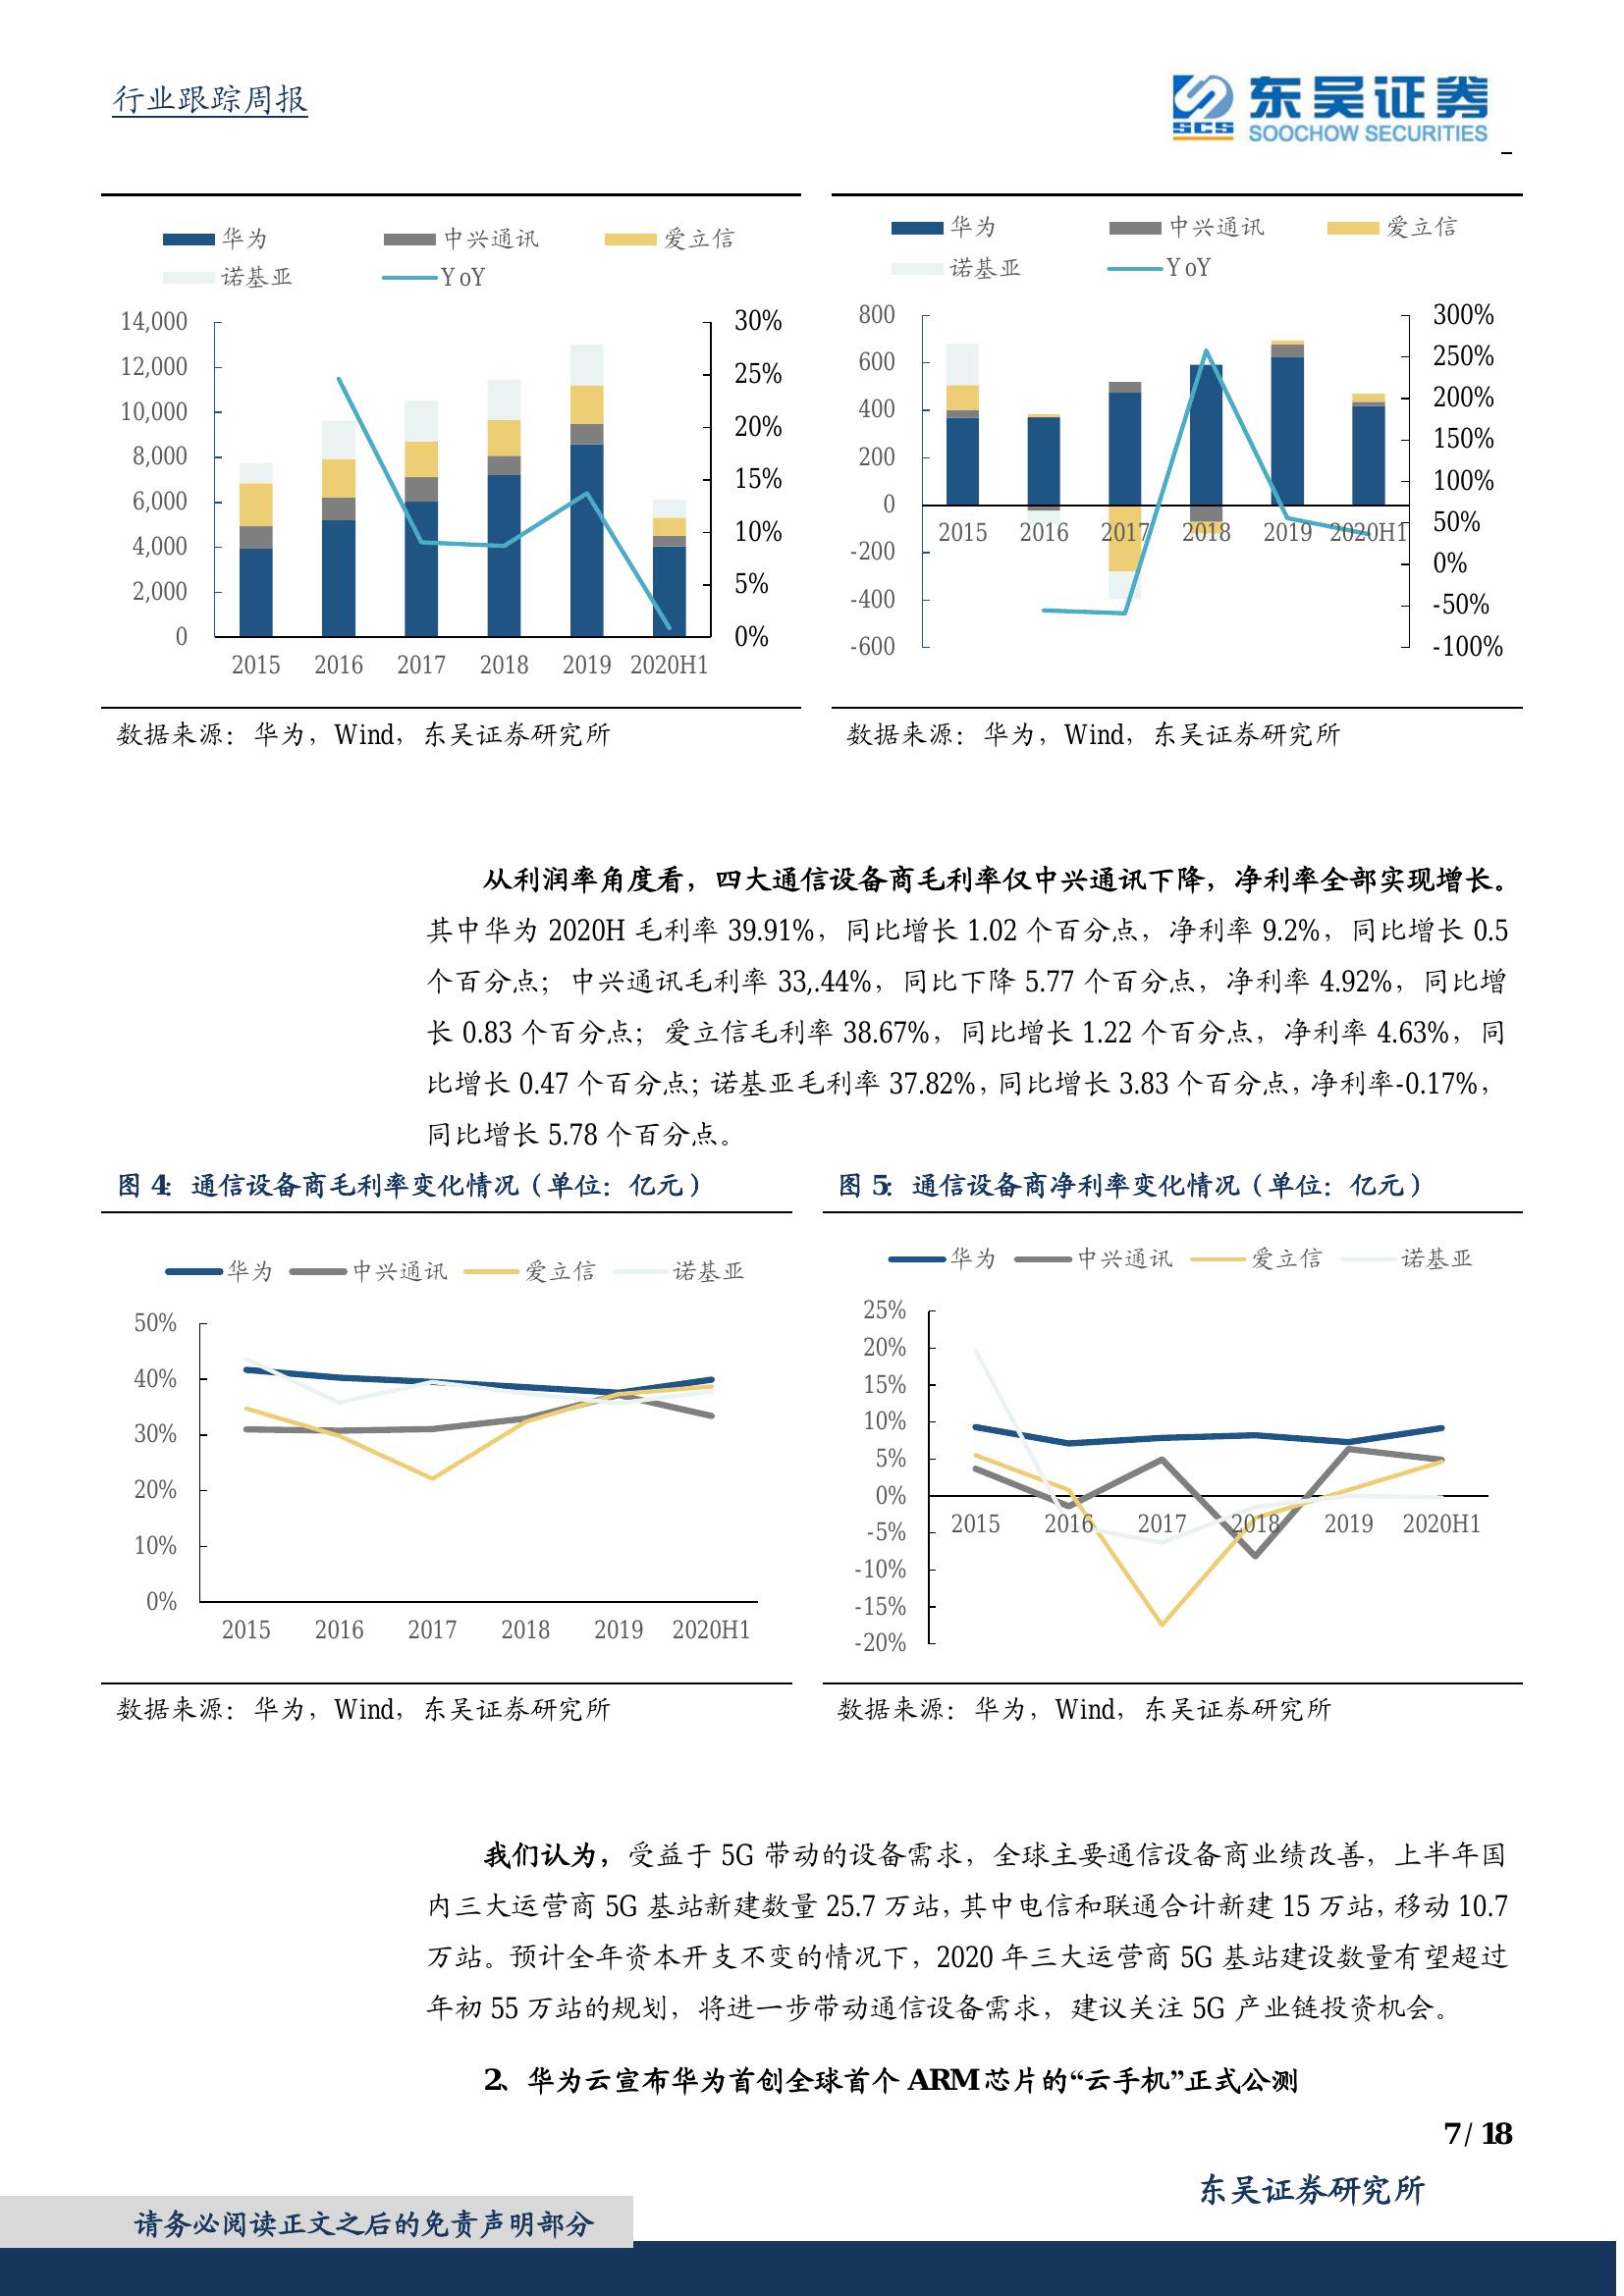 行业跟踪周报
SCS
东吴证券
SOOCHOW SECURITIES
华为 中兴通讯 爱立信
诺基亚 YoY
14,000
12,000
10,000
8,000
6,000
4,000
2,000
0
30%
25%
20%
15%
10%
5%
0%
2015 2016 2017 2018 2019 2020H1
数据来源：华为，Wind，东吴证券研究所
华为 中兴通讯 爱立信
诺基亚 YoY
800
600
400
200
0
-200
-400
-600
300%
250%
200%
150%
100%
50%
0%
-50%
-100%
2015 2016 2017 2018 2019 2020H1
数据来源：华为，Wind，东吴证券研究所
从利润率角度看，四大通信设备商毛利率仅中兴通讯下降，净利率全部实现增长。
其中华为 2020H 毛利率 39.91%，同比增长 1.02 个百分点，净利率 9.2%，同比增长 0.5
个百分点；中兴通讯毛利率 33,.44%，同比下降 5.77 个百分点，净利率 4.92%，同比增
长 0.83 个百分点；爱立信毛利率 38.67%，同比增长 1.22 个百分点，净利率 4.63%，同
比增长 0.47 个百分点；诺基亚毛利率 37.82%，同比增长 3.83 个百分点，净利率-0.17%，
同比增长 5.78 个百分点。
图 4：通信设备商毛利率变化情况（单位：亿元）
华为 中兴通讯 爱立信 诺基亚
50%
40%
30%
20%
10%
0%
2015 2016 2017 2018 2019 2020H1
数据来源：华为，Wind，东吴证券研究所
图 5：通信设备商净利率变化情况（单位：亿元）
华为 中兴通讯 爱立信 诺基亚
25%
20%
15%
10%
5%
0%
-5%
-10%
-15%
-20%
2015 2016 2017 2018 2019 2020H1
数据来源：华为，Wind，东吴证券研究所
我们认为，受益于 5G 带动的设备需求，全球主要通信设备商业绩改善，上半年国
内三大运营商 5G 基站新建数量 25.7 万站，其中电信和联通合计新建 15 万站，移动 10.7
万站。预计全年资本开支不变的情况下，2020 年三大运营商 5G 基站建设数量有望超过
年初 55 万站的规划，将进一步带动通信设备需求，建议关注 5G 产业链投资机会。
2、华为云宣布华为首创全球首个 ARM 芯片的“云手机”正式公测
7 / 18
东吴证券研究所
请务必阅读正文之后的免责声明部分